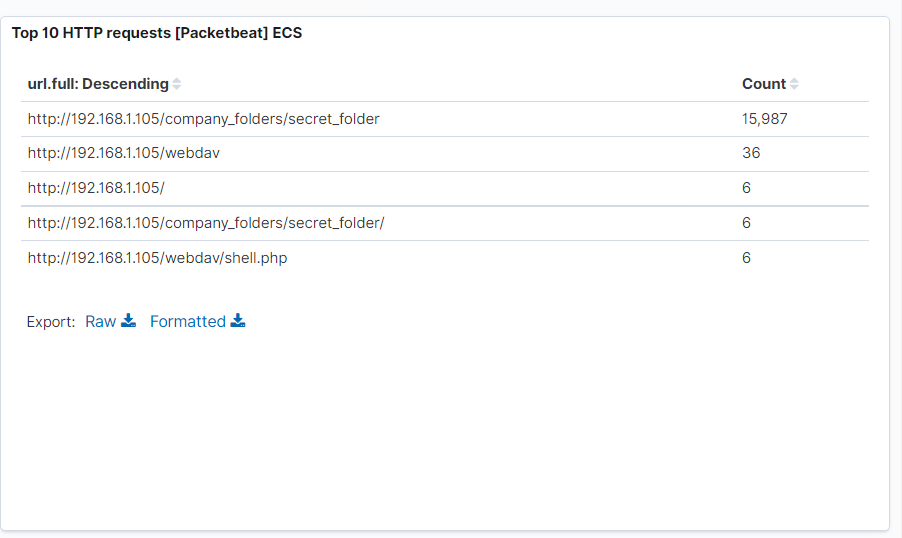 Top 10 HTTP requests [Packetbeat] ECS
url.full: Descending Count
http://192.168.1.105/company_folders/secret_folder 15,987
http://192.168.1.105/webdav 36
http://192.168.1.105/ 6
http://192.168.1.105/company_folders/secret_folder/ 6
http://192.168.1.105/webdav/shell.php 6
Export: Raw Formatted